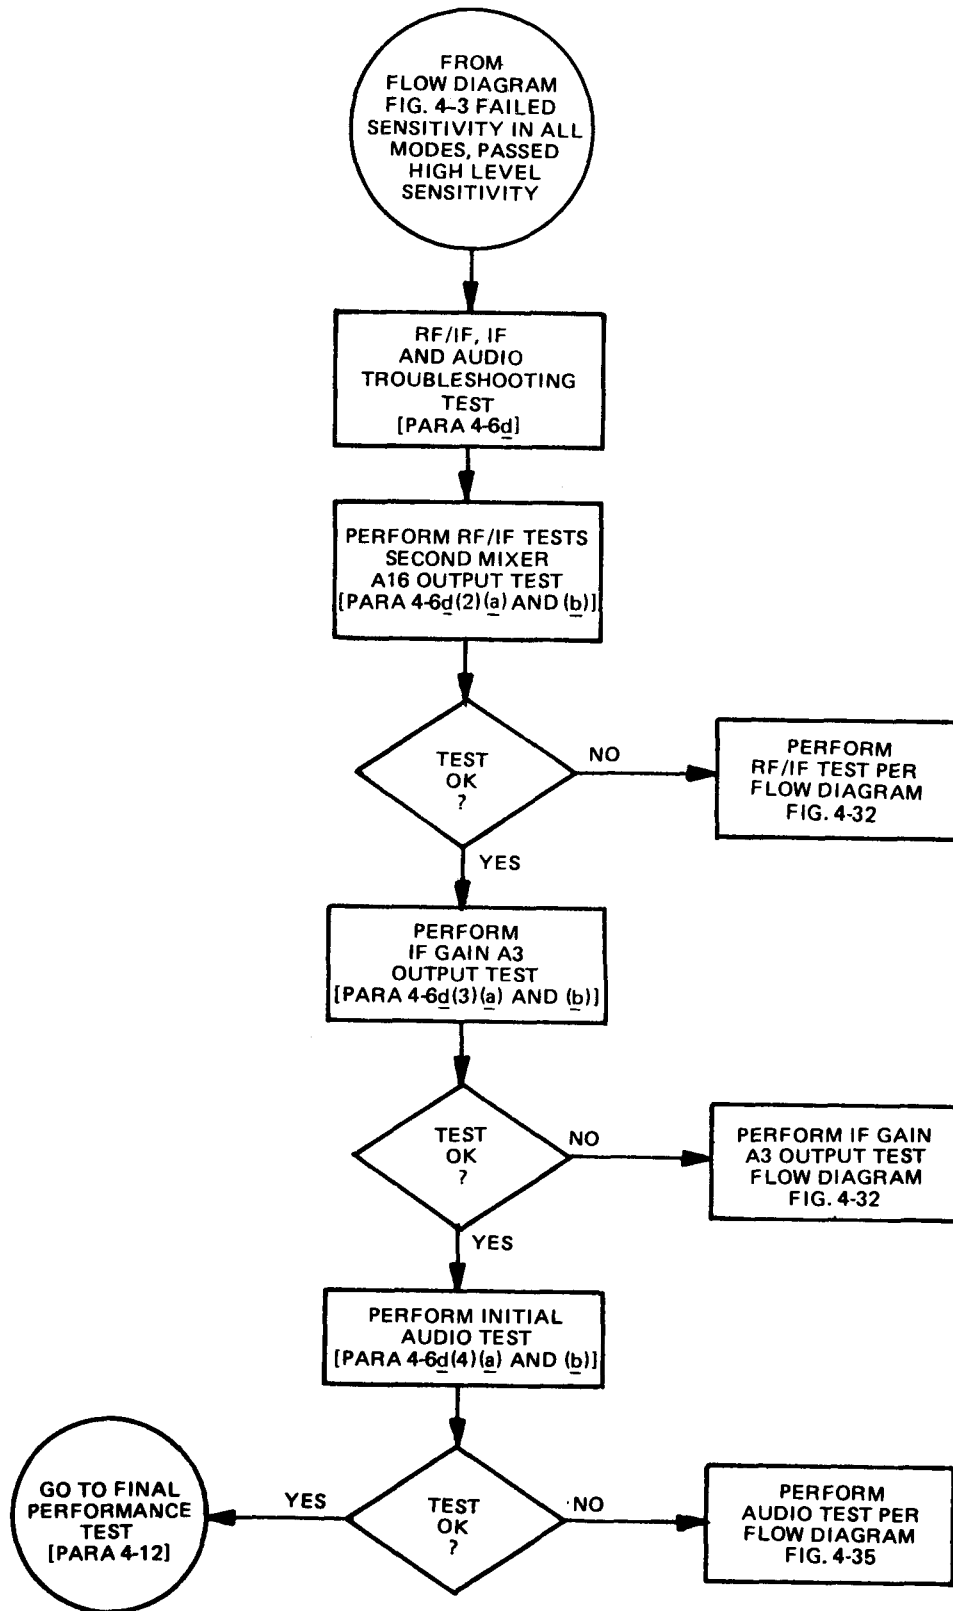 FROM
FLOW DIAGRAM
FIG. 4-3 FAILED
SENSITIVITY IN ALL
MODES, PASSED
HIGH LEVEL
SENSITIVITY
RF/IF, IF
AND AUDIO
TROUBLESHOOTING
TEST
[PARA 4-6d]
PERFORM RF/IF TESTS
SECOND MIXER
A16 OUTPUT TEST
[PARA 4-6d(2)(a) AND (b)]
TEST
OK
?
NO
PERFORM
RF/IF TEST PER
FLOW DIAGRAM
FIG. 4-32
YES
PERFORM
IF GAIN A3
OUTPUT TEST
[PARA 4-6d(3)(a) AND (b)]
TEST
OK
?
NO
PERFORM IF GAIN
A3 OUTPUT TEST
FLOW DIAGRAM
FIG. 4-32
YES
PERFORM INITIAL
AUDIO TEST
[PARA 4-6d(4)(a) AND (b)]
TEST
OK
?
YES
GO TO FINAL
PERFORMANCE
TEST
[PARA 4-12]
NO
PERFORM
AUDIO TEST PER
FLOW DIAGRAM
FIG. 4-35